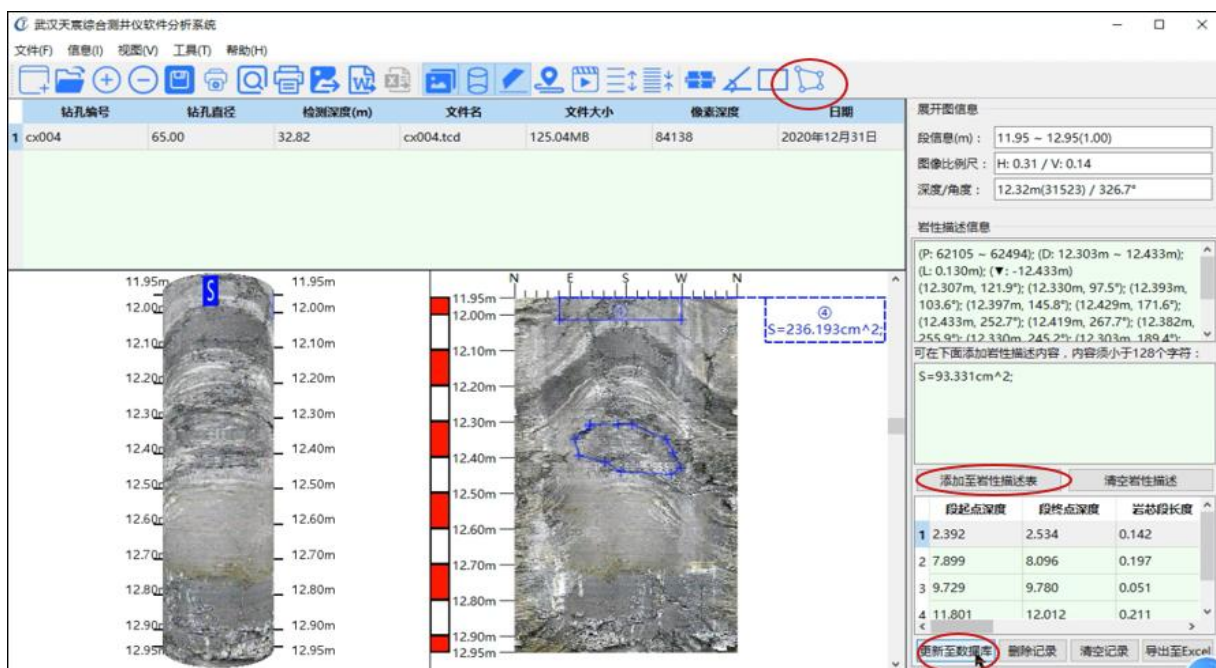 武汉天宸综合测井仪软件分析系统
文件(F) 信息(I) 视图(V) 工具(T) 帮助(H)
钻孔编号 钻孔直径 检测深度(m) 文件名 文件大小 像素深度 日期
1 cx004 65.00 32.82 cx004.tcd 125.04MB 84138 2020年12月31日
展开图信息
段信息(m): 11.95 ~ 12.95(1.00)
图像比例尺: H: 0.31 / V: 0.14
深度/角度: 12.32m(31523) / 326.7°
岩性描述信息
(P: 62105 ~ 62494); (D: 12.303m ~ 12.433m);
(L: 0.130m); (▼: -12.433m)
(12.307m, 121.9°); (12.330m, 97.5°); (12.393m,
103.6°); (12.397m, 145.8°); (12.429m, 171.6°);
(12.433m, 252.7°); (12.419m, 267.7°); (12.382m,
255.9°); (12.330m, 245.2°); (12.303m, 189.4°);
可在下面添加岩性描述内容，内容须小于128个字符：
S=93.331cm^2;
添加至岩性描述表 清空岩性描述
段起点深度 段终点深度 岩芯段长度
1 2.392 2.534 0.142
2 7.899 8.096 0.197
3 9.729 9.780 0.051
4 11.801 12.012 0.211
更新至数据库 删除记录 清空记录 导出至Excel
S
11.95m 11.95m
12.00m 12.00m
12.10m 12.10m
12.20m 12.20m
12.30m 12.30m
12.40m 12.40m
12.50m 12.50m
12.60m 12.60m
12.70m 12.70m
12.80m 12.80m
12.90m 12.90m
12.95m 12.95m
N E S W N
11.95m
12.00m
12.10m
12.20m
12.30m
12.40m
12.50m
12.60m
12.70m
12.80m
12.90m
12.95m
④
④
S=236.193cm^2;